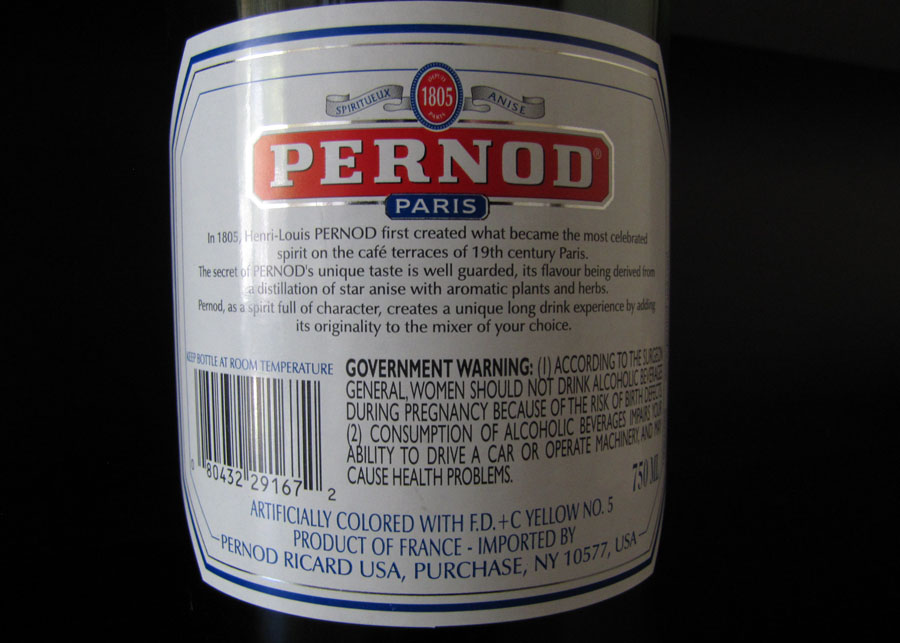 DEPUIS
SPIRITUEUX 1805 ANISÉ
PARIS
PERNOD®
PARIS
In 1805, Henri-Louis PERNOD first created what became the most celebrated
spirit on the café terraces of 19th century Paris.
The secret of PERNOD's unique taste is well guarded, its flavour being derived from
a distillation of star anise with aromatic plants and herbs.
Pernod, as a spirit full of character, creates a unique long drink experience by adding
its originality to the mixer of your choice.
KEEP BOTTLE AT ROOM TEMPERATURE
0 80432 29167 2
GOVERNMENT WARNING: (1) ACCORDING TO THE SURGEON
GENERAL, WOMEN SHOULD NOT DRINK ALCOHOLIC BEVERAGES
DURING PREGNANCY BECAUSE OF THE RISK OF BIRTH DEFECTS
(2) CONSUMPTION OF ALCOHOLIC BEVERAGES IMPAIRS YOUR
ABILITY TO DRIVE A CAR OR OPERATE MACHINERY, AND MAY
CAUSE HEALTH PROBLEMS.
750 ML
ARTIFICIALLY COLORED WITH F.D.+C YELLOW NO. 5
PRODUCT OF FRANCE - IMPORTED BY
PERNOD RICARD USA, PURCHASE, NY 10577, USA